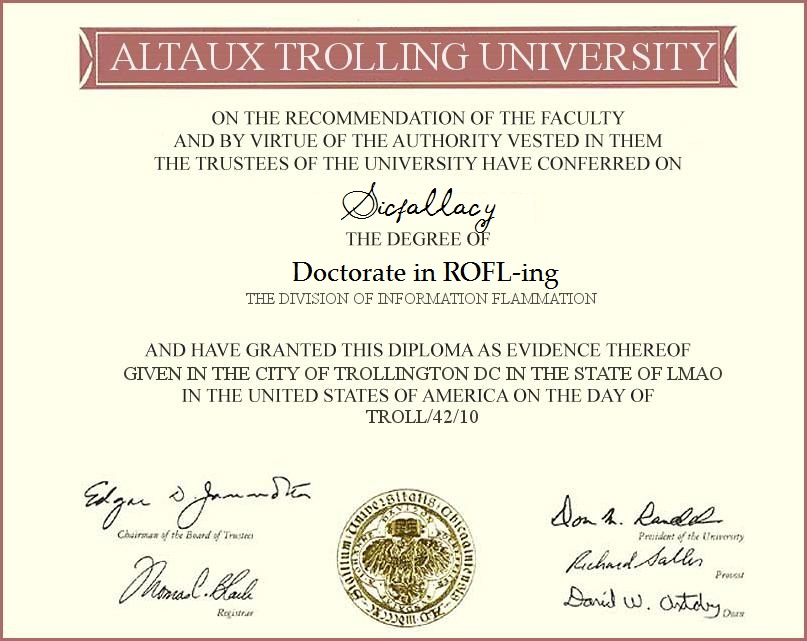 ALTAUX TROLLING UNIVERSITY
ON THE RECOMMENDATION OF THE FACULTY
AND BY VIRTUE OF THE AUTHORITY VESTED IN THEM
THE TRUSTEES OF THE UNIVERSITY HAVE CONFERRED ON
Sicfallacy
THE DEGREE OF
Doctorate in ROFL-ing
THE DIVISION OF INFORMATION FLAMMATION
AND HAVE GRANTED THIS DIPLOMA AS EVIDENCE THEREOF
GIVEN IN THE CITY OF TROLLINGTON DC IN THE STATE OF LMAO
IN THE UNITED STATES OF AMERICA ON THE DAY OF
TROLL/42/10
Edgar D.
Chairman of the Board of Trustees
Thomas C. Black
Registrar
Sigillum Universitatis Chicaginiensis
Don M. Randel
President of the University
Richard Saller
Provost
David W. Oxtoby
Dean